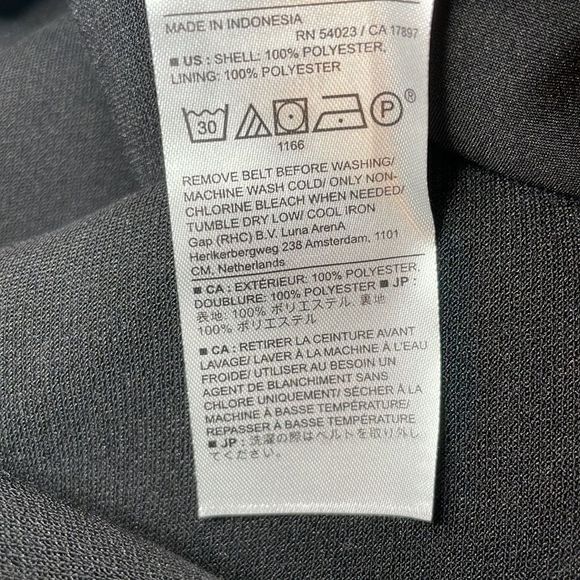 MADE IN INDONESIA
RN 54023 / CA 17897
■ US : SHELL: 100% POLYESTER,
LINING: 100% POLYESTER
30 P ®
1166
REMOVE BELT BEFORE WASHING/
MACHINE WASH COLD/ ONLY NON-
CHLORINE BLEACH WHEN NEEDED/
TUMBLE DRY LOW/ COOL IRON
Gap (RHC) B.V. Luna ArenA
Herikerbergweg 238 Amsterdam, 1101
CM, Netherlands
■ CA : EXTÉRIEUR: 100% POLYESTER,
DOUBLURE: 100% POLYESTER ■ JP :
表地: 100% ポリエステル, 裏地:
100% ポリエステル
■ CA : RETIRER LA CEINTURE AVANT
LAVAGE/ LAVER À LA MACHINE À L'EAU
FROIDE/ UTILISER AU BESOIN UN
AGENT DE BLANCHIMENT SANS
CHLORE UNIQUEMENT/ SÉCHER À LA
MACHINE À BASSE TEMPÉRATURE/
REPASSER À BASSE TEMPÉRATURE
■ JP : 洗濯の際はベルトを取り外し
てください。